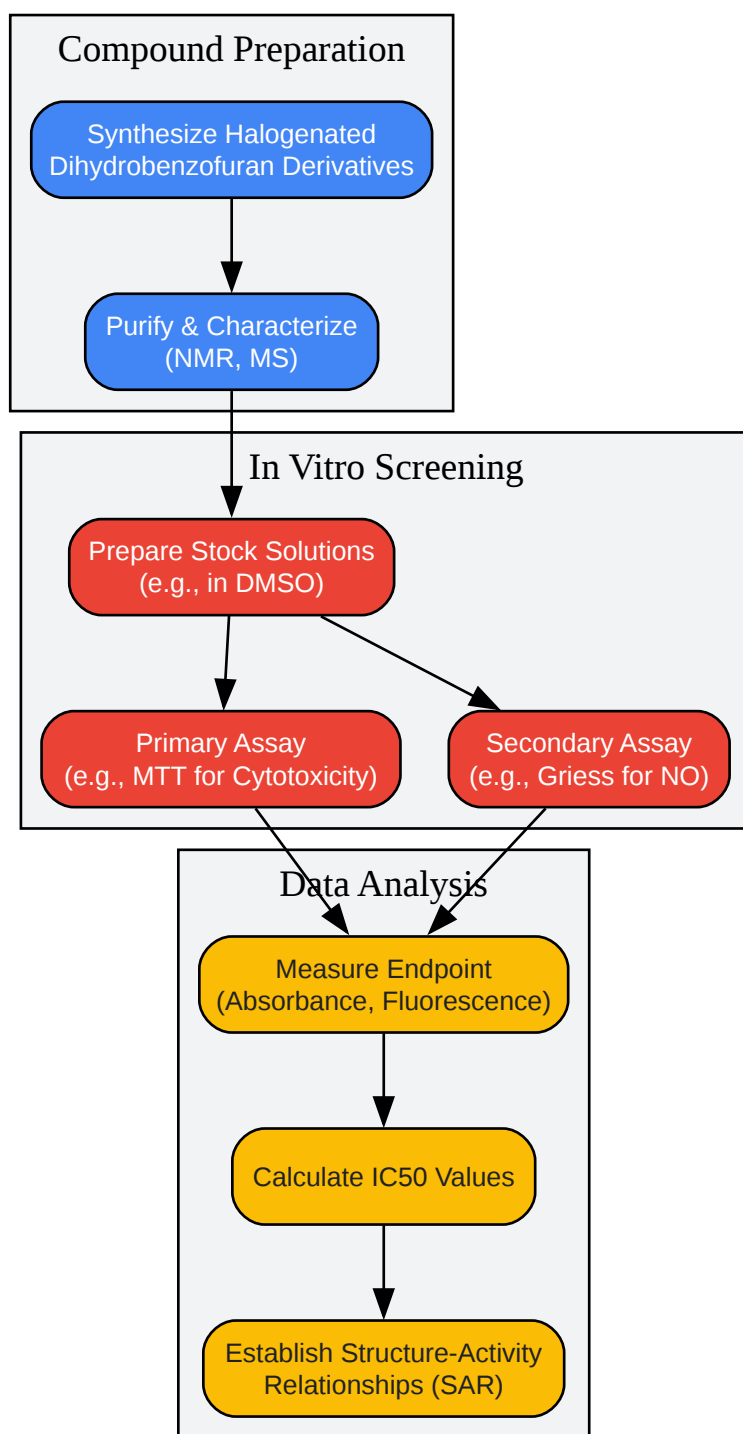 Compound Preparation
Synthesize Halogenated
Dihydrobenzofuran Derivatives
Purify & Characterize
(NMR, MS)
In Vitro Screening
Prepare Stock Solutions
(e.g., in DMSO)
Primary Assay
(e.g., MTT for Cytotoxicity)
Secondary Assay
(e.g., Griess for NO)
Data Analysis
Measure Endpoint
(Absorbance, Fluorescence)
Calculate IC50 Values
Establish Structure-Activity
Relationships (SAR)